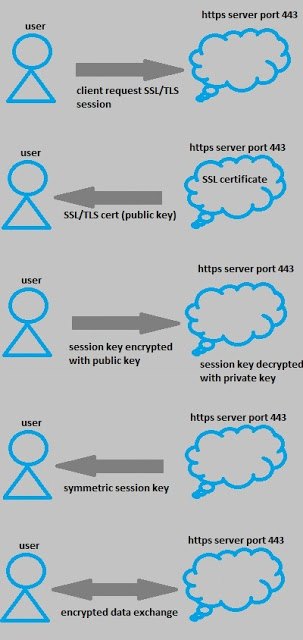 https server port 443
user
client request SSL/TLS
session
https server port 443
user
SSL certificate
SSL/TLS cert (public key)
https server port 443
user
session key encrypted
with public key
session key decrypted
with private key
https server port 443
user
symmetric session key
https server port 443
user
encrypted data exchange